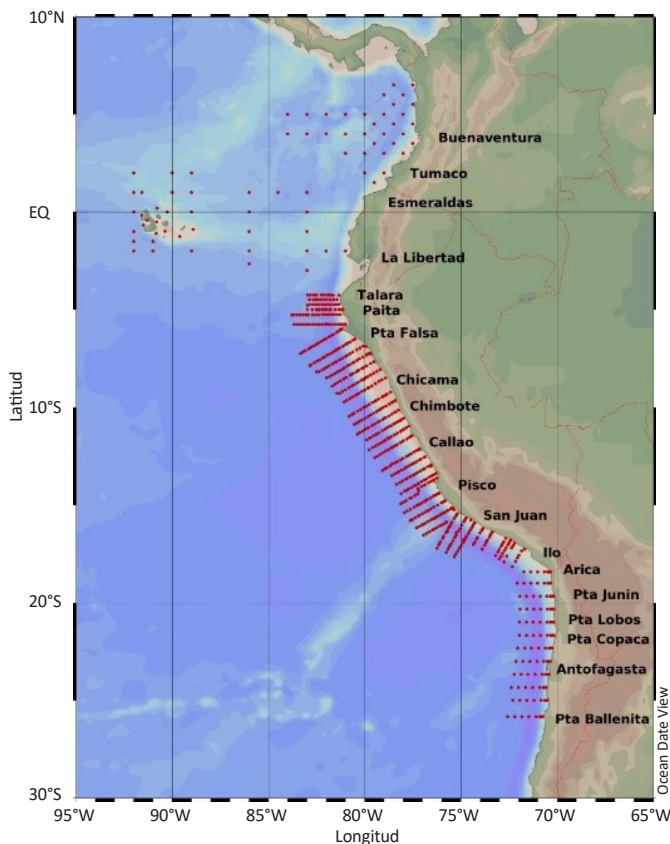 10°N
Buenaventura
Tumaco
Esmeraldas
EQ
La Libertad
Talara
Paita
Pta Falsa
Chicama
10°S
Chimbote
Callao
Pisco
San Juan
Ilo
Arica
Pta Junin
20°S
Pta Lobos
Pta Copaca
Antofagasta
Pta Ballenita
30°S
95°W 90°W 85°W 80°W 75°W 70°W 65°W
Longitud
Latitud
Ocean Date View